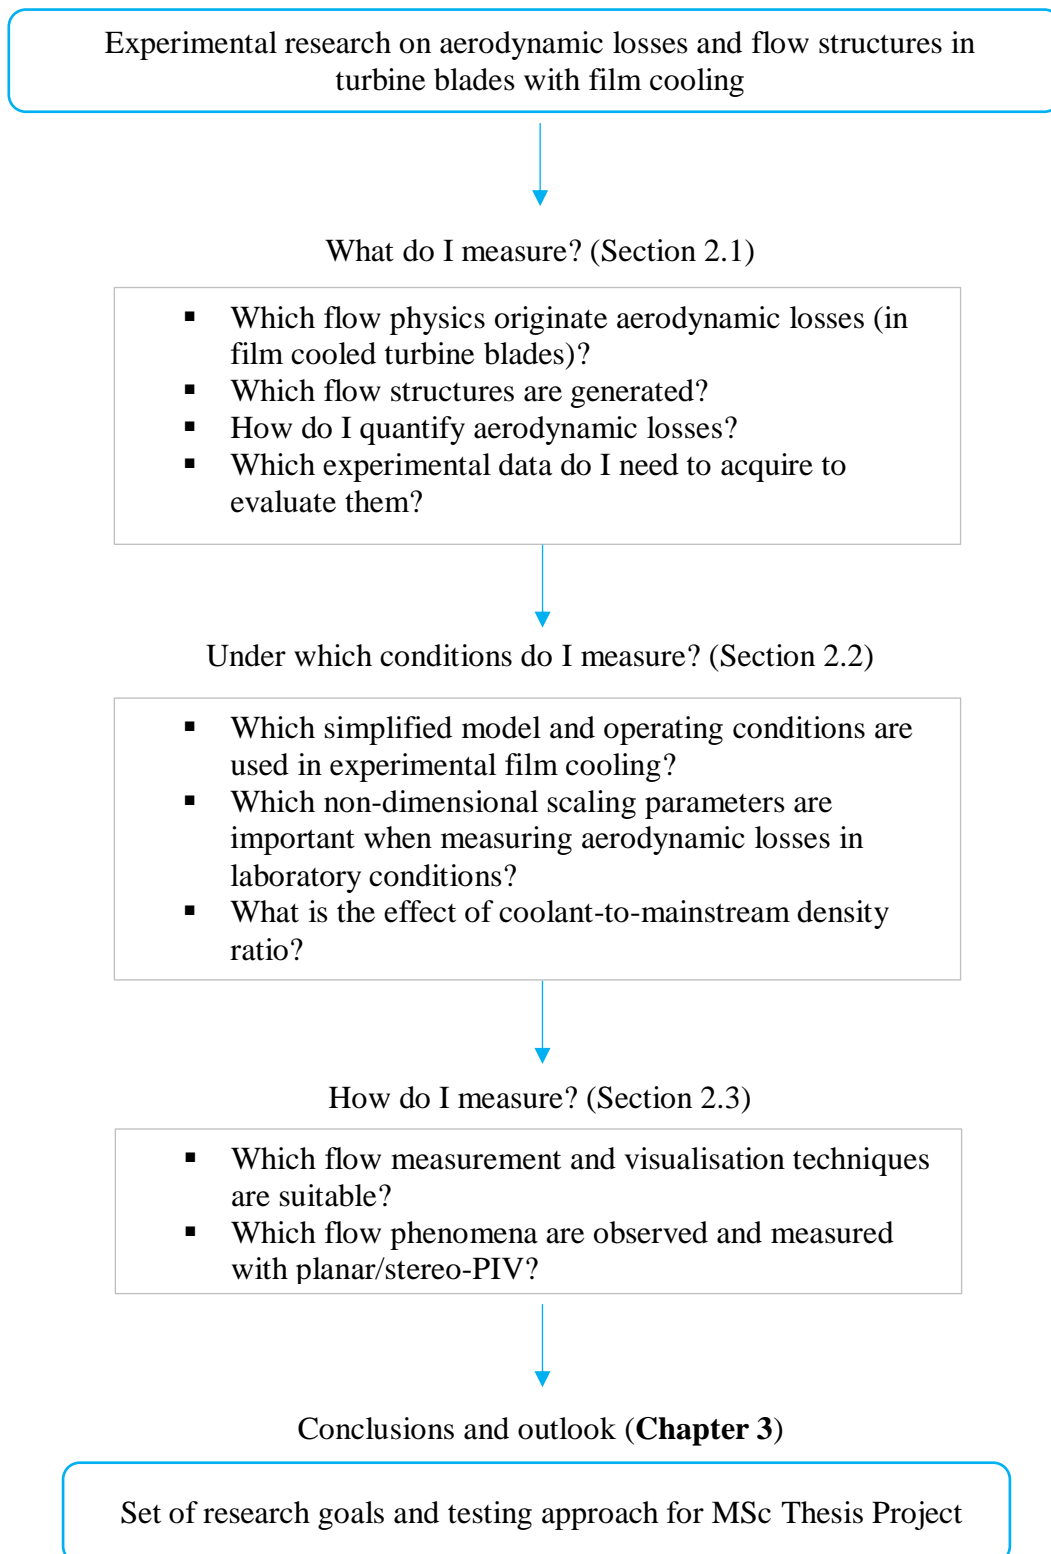 Experimental research on aerodynamic losses and flow structures in
turbine blades with film cooling
What do I measure? (Section 2.1)
▪ Which flow physics originate aerodynamic losses (in
film cooled turbine blades)?
▪ Which flow structures are generated?
▪ How do I quantify aerodynamic losses?
▪ Which experimental data do I need to acquire to
evaluate them?
Under which conditions do I measure? (Section 2.2)
▪ Which simplified model and operating conditions are
used in experimental film cooling?
▪ Which non-dimensional scaling parameters are
important when measuring aerodynamic losses in
laboratory conditions?
▪ What is the effect of coolant-to-mainstream density
ratio?
How do I measure? (Section 2.3)
▪ Which flow measurement and visualisation techniques
are suitable?
▪ Which flow phenomena are observed and measured
with planar/stereo-PIV?
Conclusions and outlook (Chapter 3)
Set of research goals and testing approach for MSc Thesis Project